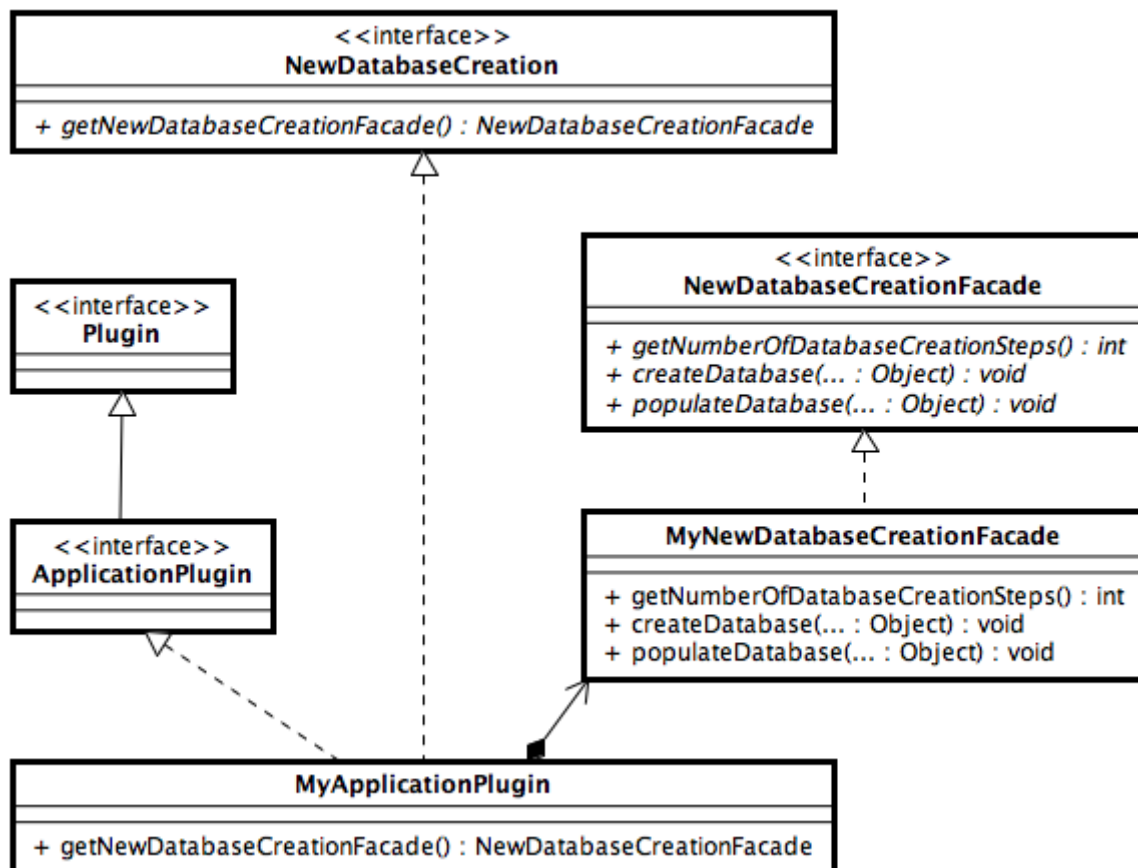 <<interface>>
NewDatabaseCreation
+ getNewDatabaseCreationFacade() : NewDatabaseCreationFacade
<<interface>>
NewDatabaseCreationFacade
+ getNumberOfDatabaseCreationSteps() : int
+ createDatabase(... : Object) : void
+ populateDatabase(... : Object) : void
<<interface>>
Plugin
<<interface>>
ApplicationPlugin
MyNewDatabaseCreationFacade
+ getNumberOfDatabaseCreationSteps() : int
+ createDatabase(... : Object) : void
+ populateDatabase(... : Object) : void
MyApplicationPlugin
+ getNewDatabaseCreationFacade() : NewDatabaseCreationFacade